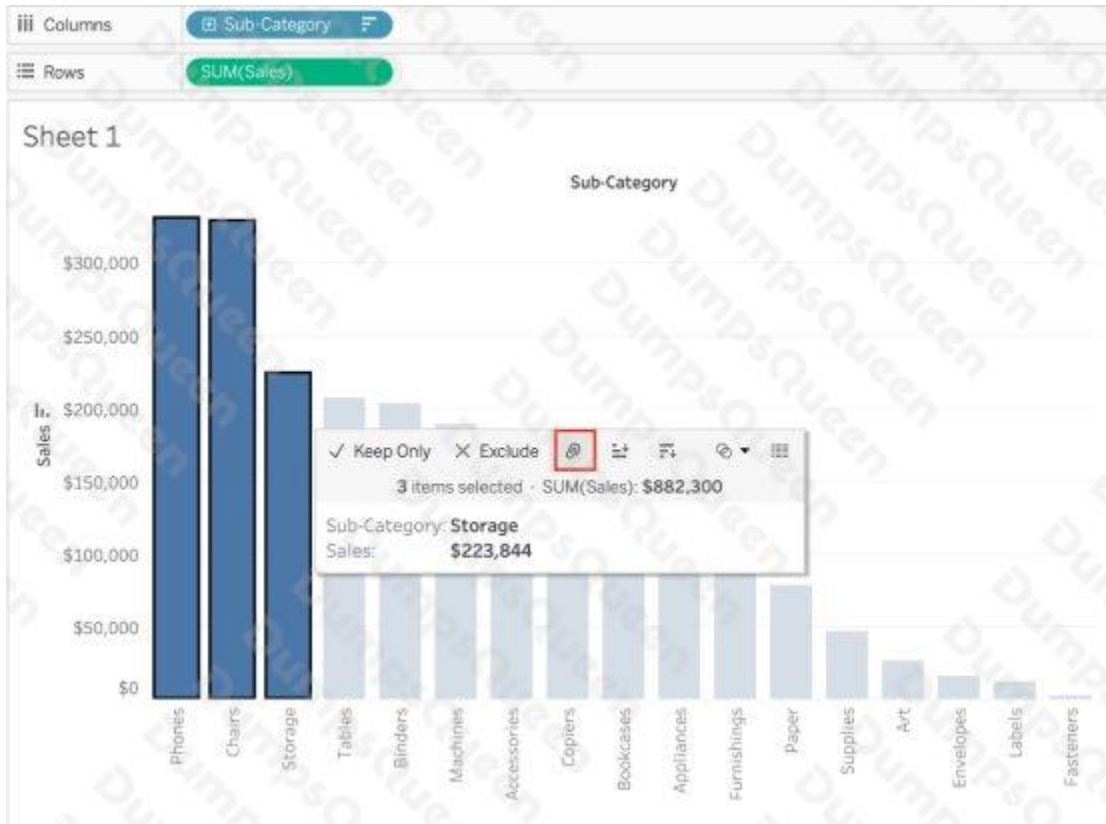 Columns
Sub-Category
Rows
SUM(Sales)
Sheet 1
Sub-Category
$300,000
$250,000
$200,000
$150,000
$100,000
$50,000
$0
Sales
Keep Only Exclude
3 items selected · SUM(Sales): $882,300
Sub-Category: Storage
Sales: $223,844
Phones
Chairs
Storage
Tables
Binders
Machines
Accessories
Copiers
Bookcases
Appliances
Furnishings
Paper
Supplies
Art
Envelopes
Labels
Fasteners
DumpsQueen